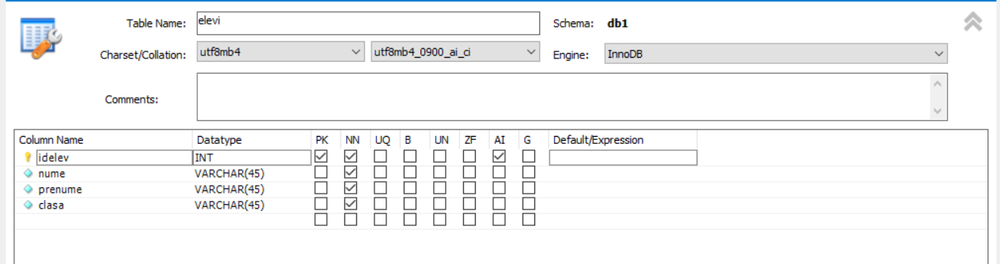 Table Name: elevi Schema: db1
Charset/Collation: utf8mb4 utf8mb4_0900_ai_ci Engine: InnoDB
Comments:
Column Name Datatype PK NN UQ B UN ZF AI G Default/Expression
idelev INT
nume VARCHAR(45)
prenume VARCHAR(45)
clasa VARCHAR(45)